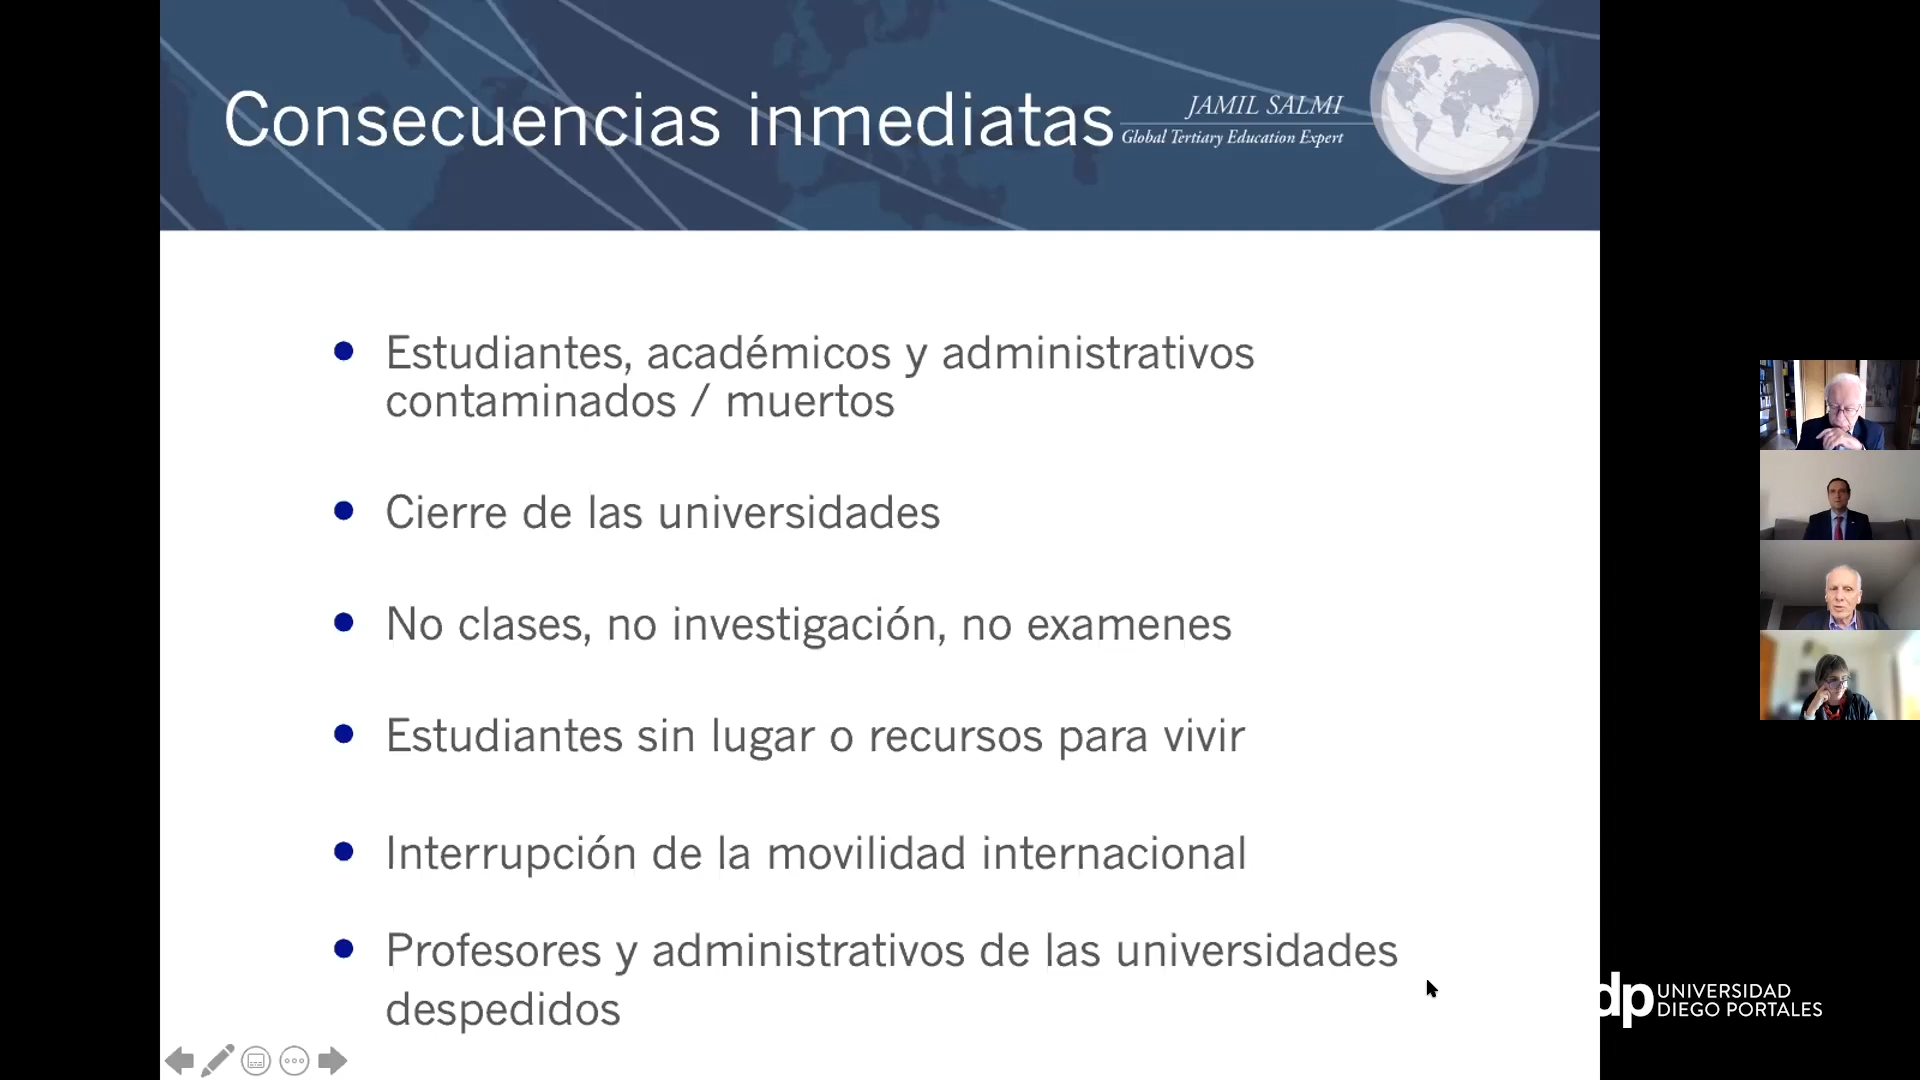 Consecuencias inmediatas
JAMIL SALMI
Global Tertiary Education Expert
Estudiantes, académicos y administrativos
contaminados / muertos
Cierre de las universidades
No clases, no investigación, no examenes
Estudiantes sin lugar o recursos para vivir
Interrupción de la movilidad internacional
Profesores y administrativos de las universidades
despedidos
dp UNIVERSIDAD
DIEGO PORTALES